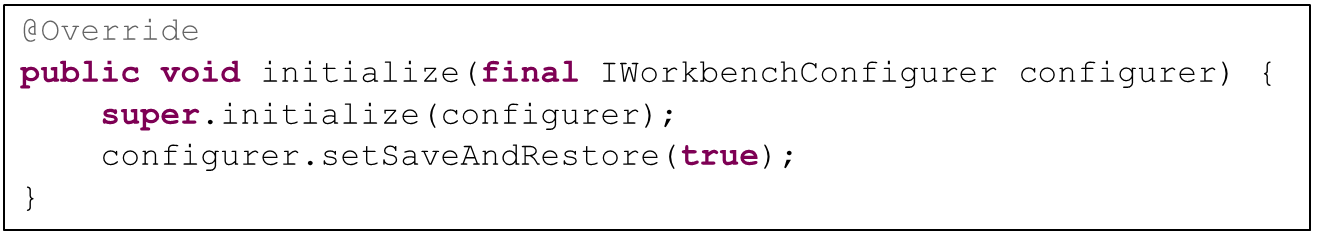 @Override
public void initialize(final IWorkbenchConfigurer configurer) {
    super.initialize(configurer);
    configurer.setSaveAndRestore(true);
}